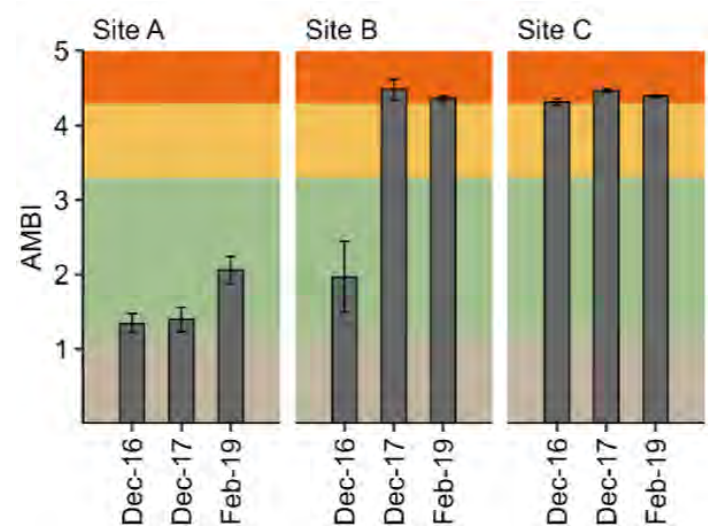 Site A
Site B
Site C
AMBI
5
4
3
2
1
Dec-16
Dec-17
Feb-19
Dec-16
Dec-17
Feb-19
Dec-16
Dec-17
Feb-19